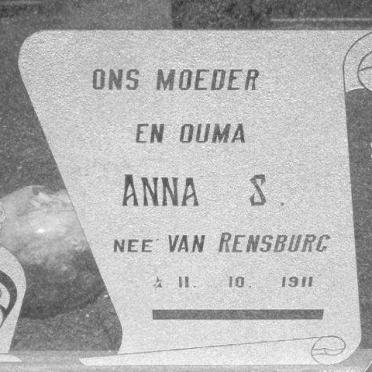 ONS MOEDER
EN OUMA
ANNA S.
NEE VAN RENSBURG
* 11. 10. 1911